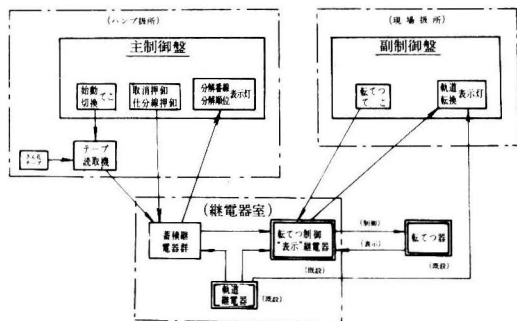 (ハンプ扱所)
主制御盤
始動
切換
てこ
取消押釦
仕分線押釦
分解番線
分解順位
表示灯
さん孔
テープ
テープ
読取機
(現場扱所)
副制御盤
転てつ
てこ
軌道
転換
表示灯
(継電器室)
蓄積継
電器群
転てつ制御
"表示"継電器
(制御)
(表示)
転てつ器
(既設)
(既設)
軌道
継電器
(既設)